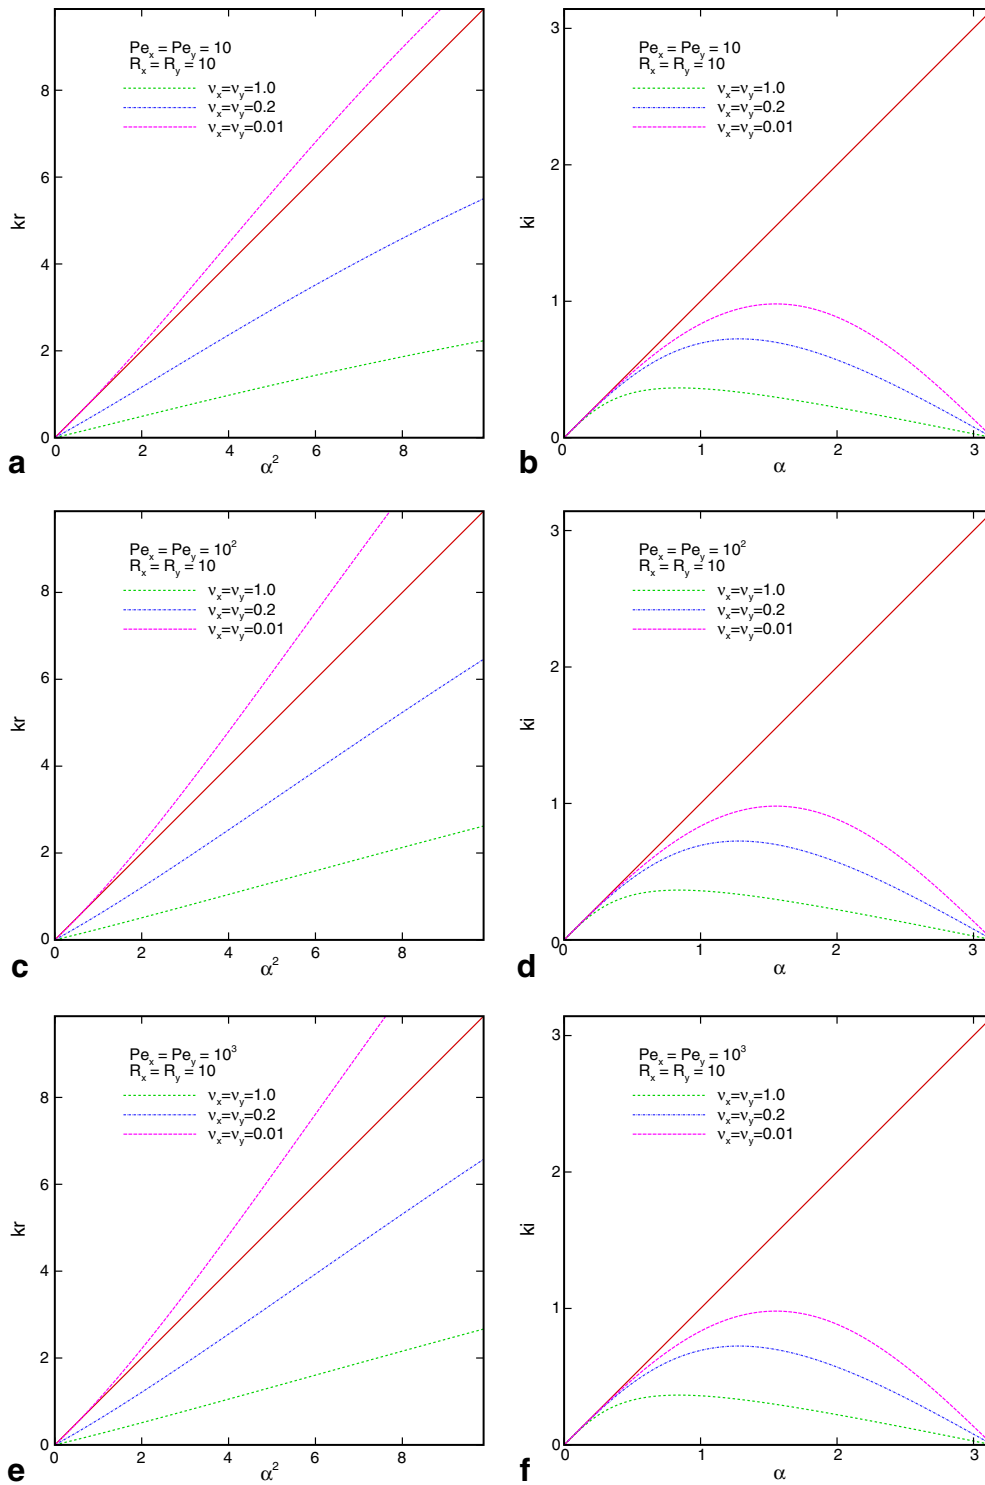 Pe_x = Pe_y = 10
R_x = R_y = 10
ν_x=ν_y=1.0
ν_x=ν_y=0.2
ν_x=ν_y=0.01
kr
8
6
4
2
0
0 2 4 6 8
α²
a
Pe_x = Pe_y = 10
R_x = R_y = 10
ν_x=ν_y=1.0
ν_x=ν_y=0.2
ν_x=ν_y=0.01
ki
3
2
1
0
0 1 2 3
α
b
Pe_x = Pe_y = 10²
R_x = R_y = 10
ν_x=ν_y=1.0
ν_x=ν_y=0.2
ν_x=ν_y=0.01
kr
8
6
4
2
0
0 2 4 6 8
α²
c
Pe_x = Pe_y = 10²
R_x = R_y = 10
ν_x=ν_y=1.0
ν_x=ν_y=0.2
ν_x=ν_y=0.01
ki
3
2
1
0
0 1 2 3
α
d
Pe_x = Pe_y = 10³
R_x = R_y = 10
ν_x=ν_y=1.0
ν_x=ν_y=0.2
ν_x=ν_y=0.01
kr
8
6
4
2
0
0 2 4 6 8
α²
e
Pe_x = Pe_y = 10³
R_x = R_y = 10
ν_x=ν_y=1.0
ν_x=ν_y=0.2
ν_x=ν_y=0.01
ki
3
2
1
0
0 1 2 3
α
f